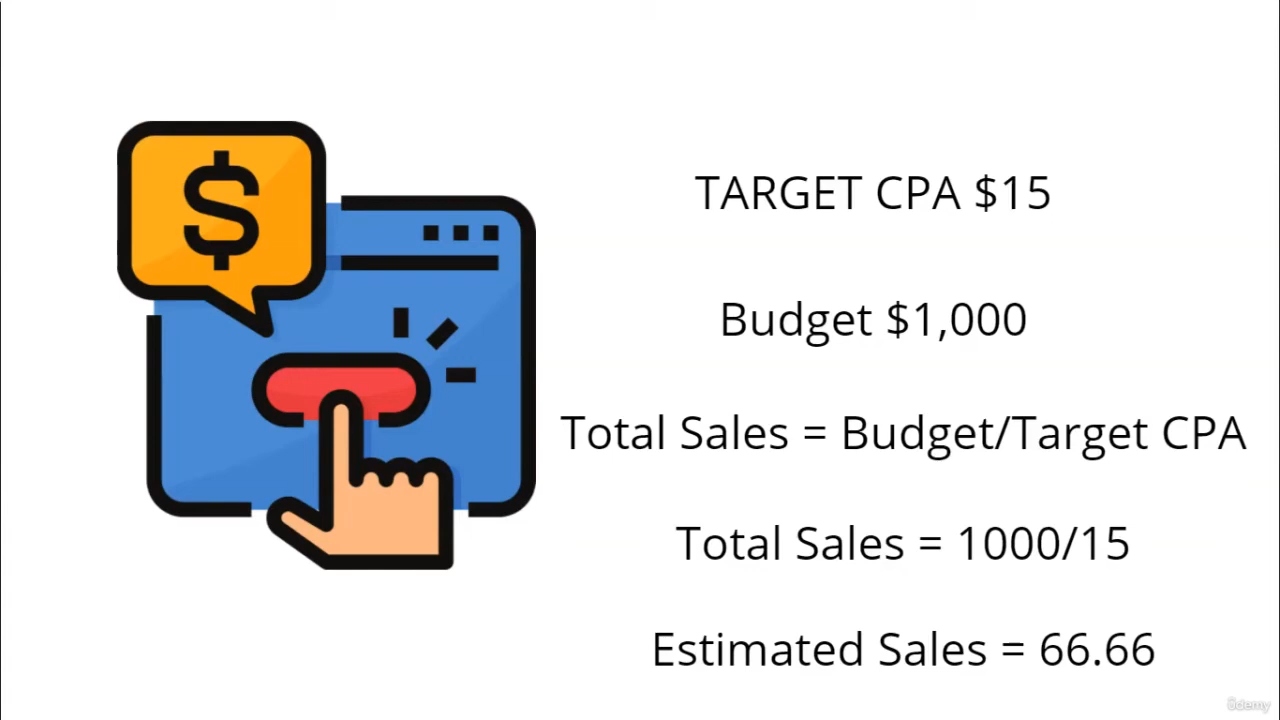 $
TARGET CPA $15
Budget $1,000
Total Sales = Budget/Target CPA
Total Sales = 1000/15
Estimated Sales = 66.66
ûdemy